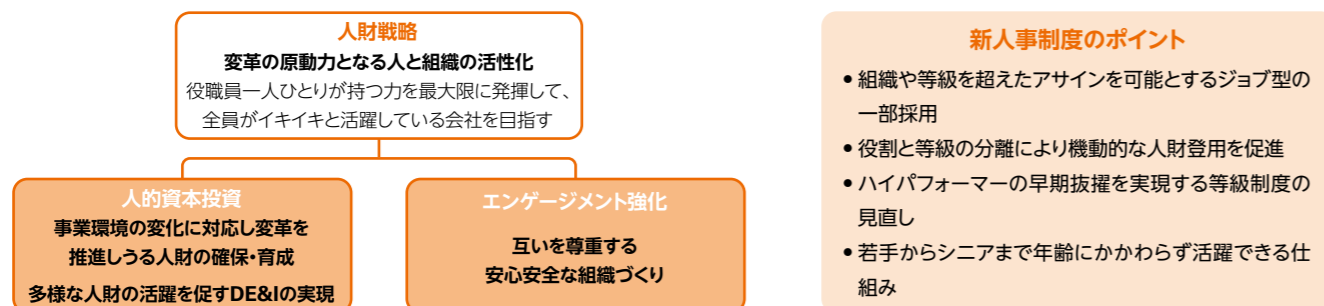 人財戦略
変革の原動力となる人と組織の活性化
役職員一人ひとりが持つ力を最大限に発揮して、
全員がイキイキと活躍している会社を目指す
人的資本投資
事業環境の変化に対応し変革を
推進しうる人財の確保・育成
多様な人財の活躍を促すDE&Iの実現
エンゲージメント強化
互いを尊重する
安心安全な組織づくり
新人事制度のポイント
• 組織や等級を超えたアサインを可能とするジョブ型の
一部採用
• 役割と等級の分離により機動的な人財登用を促進
• ハイパフォーマーの早期抜擢を実現する等級制度の
見直し
• 若手からシニアまで年齢にかかわらず活躍できる仕
組み